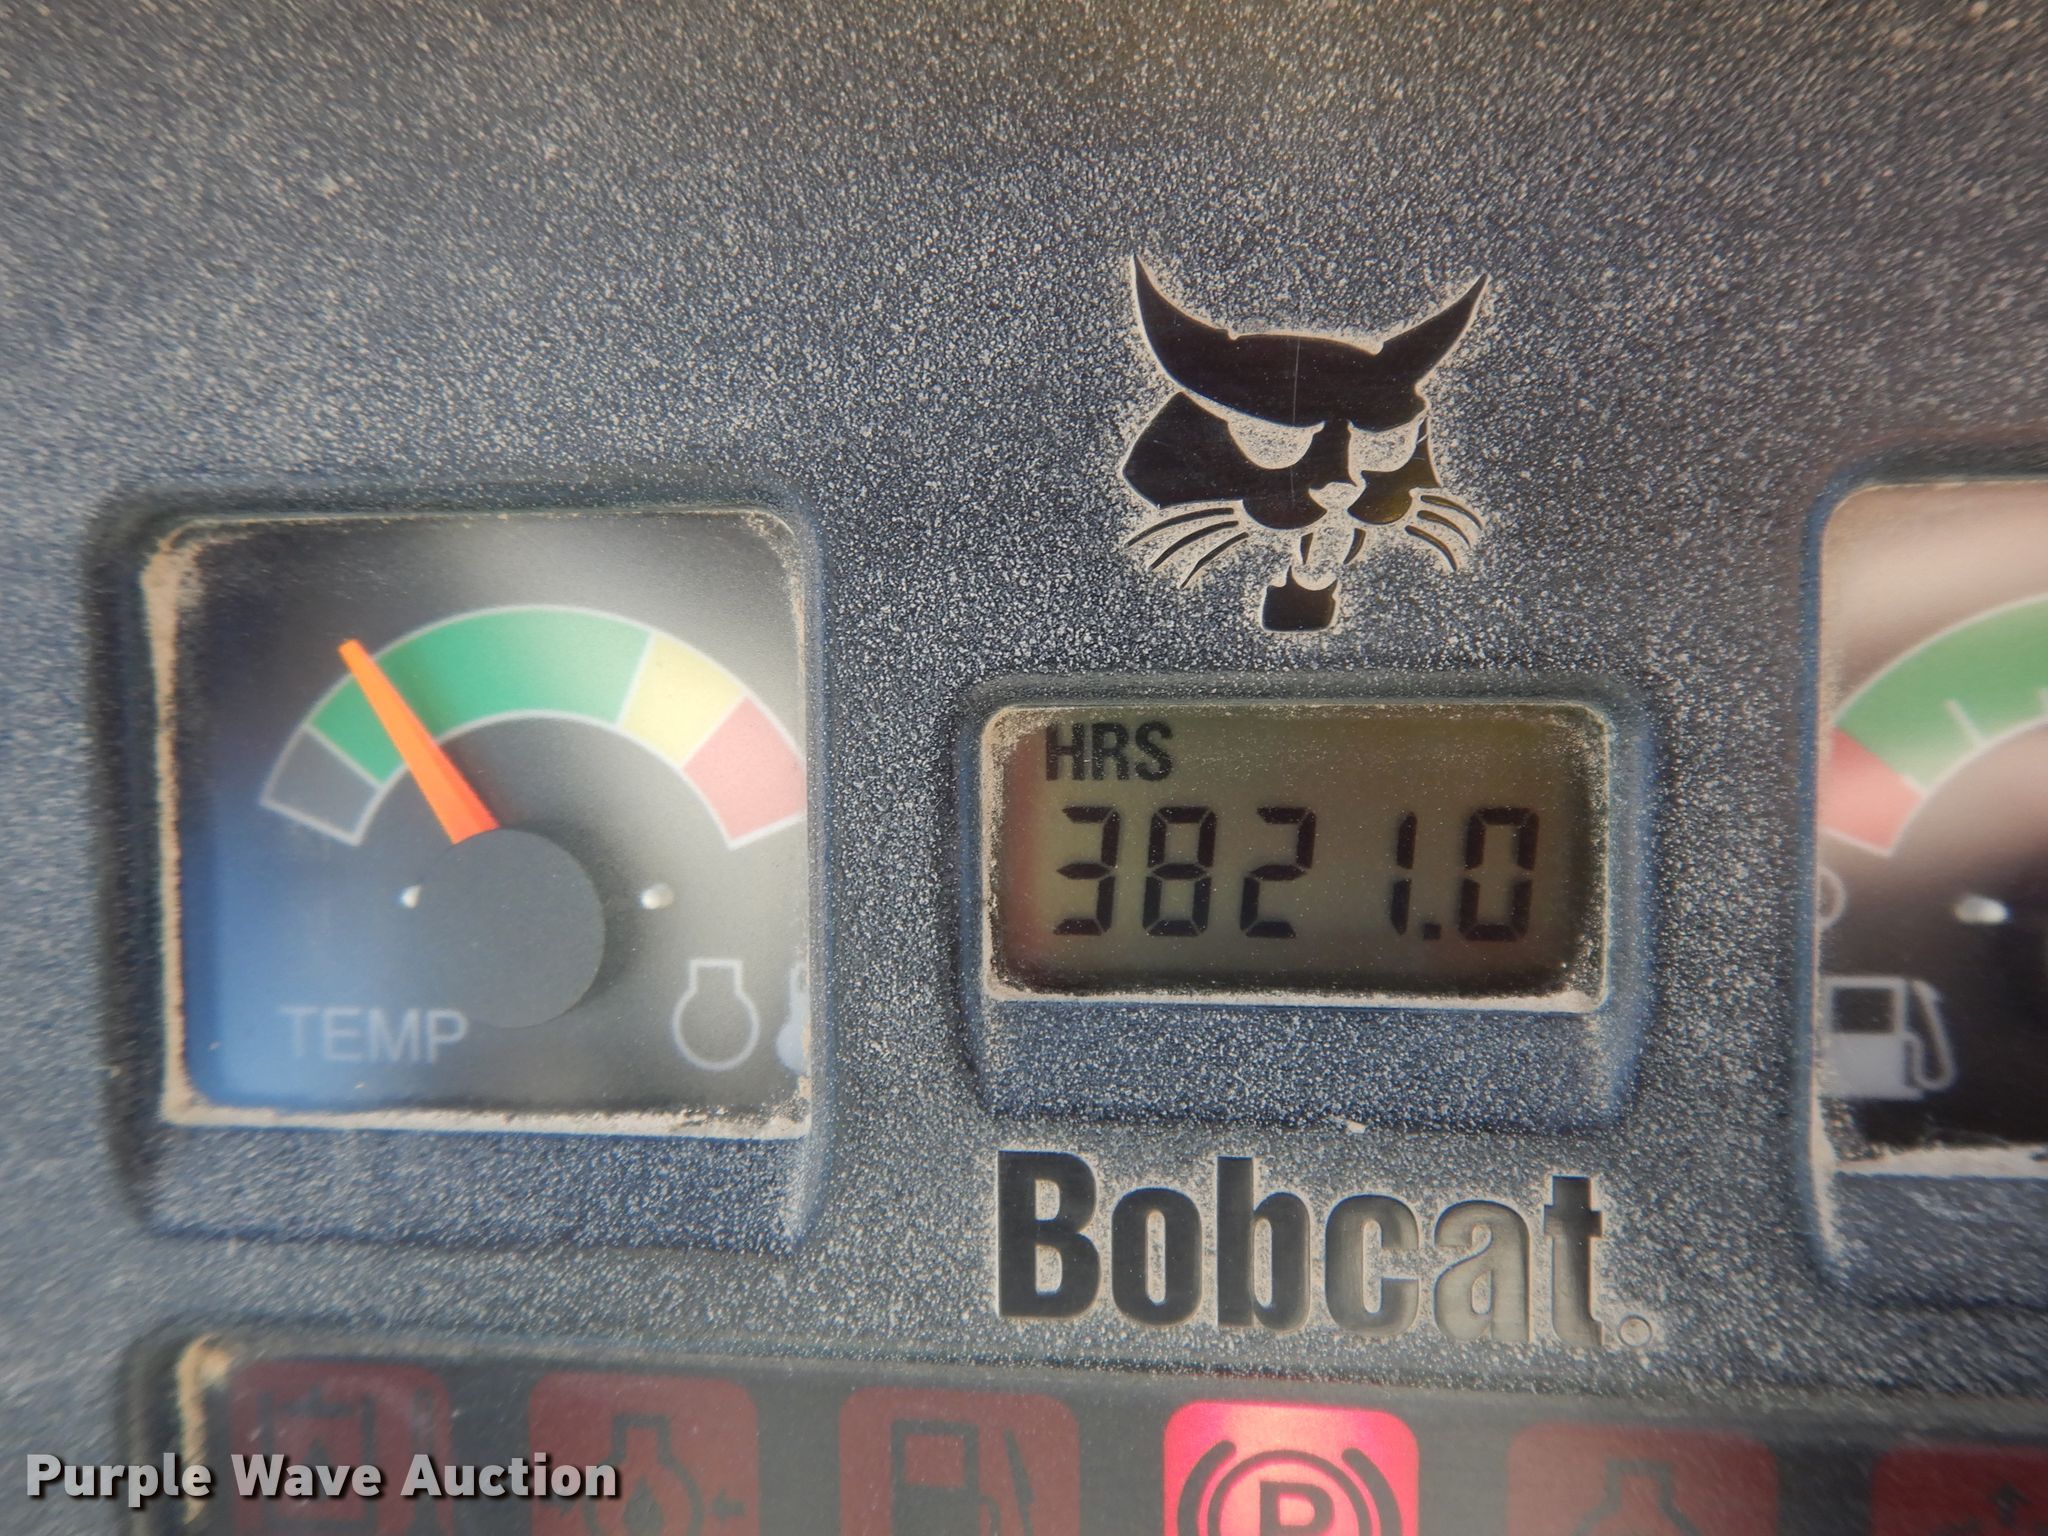 HRS
3821.0
TEMP
Bobcat®
P
Purple Wave Auction